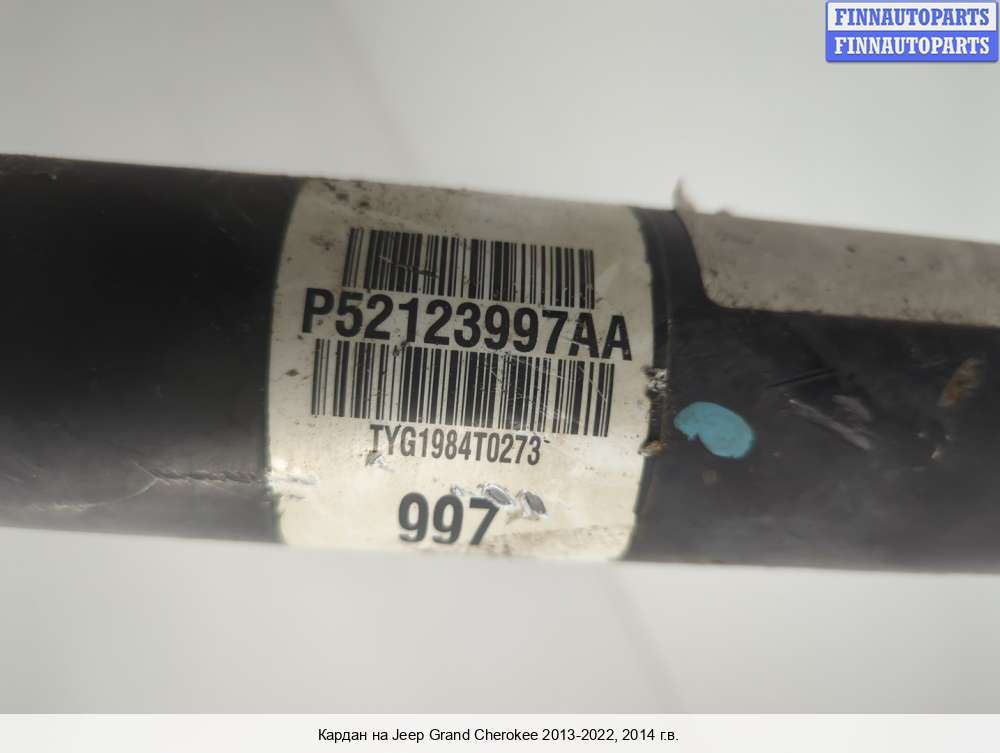 FINNAUTOPARTS
FINNAUTOPARTS
P52123997AA
TYG1984T0273
997
Кардан на Jeep Grand Cherokee 2013-2022, 2014 г.в.